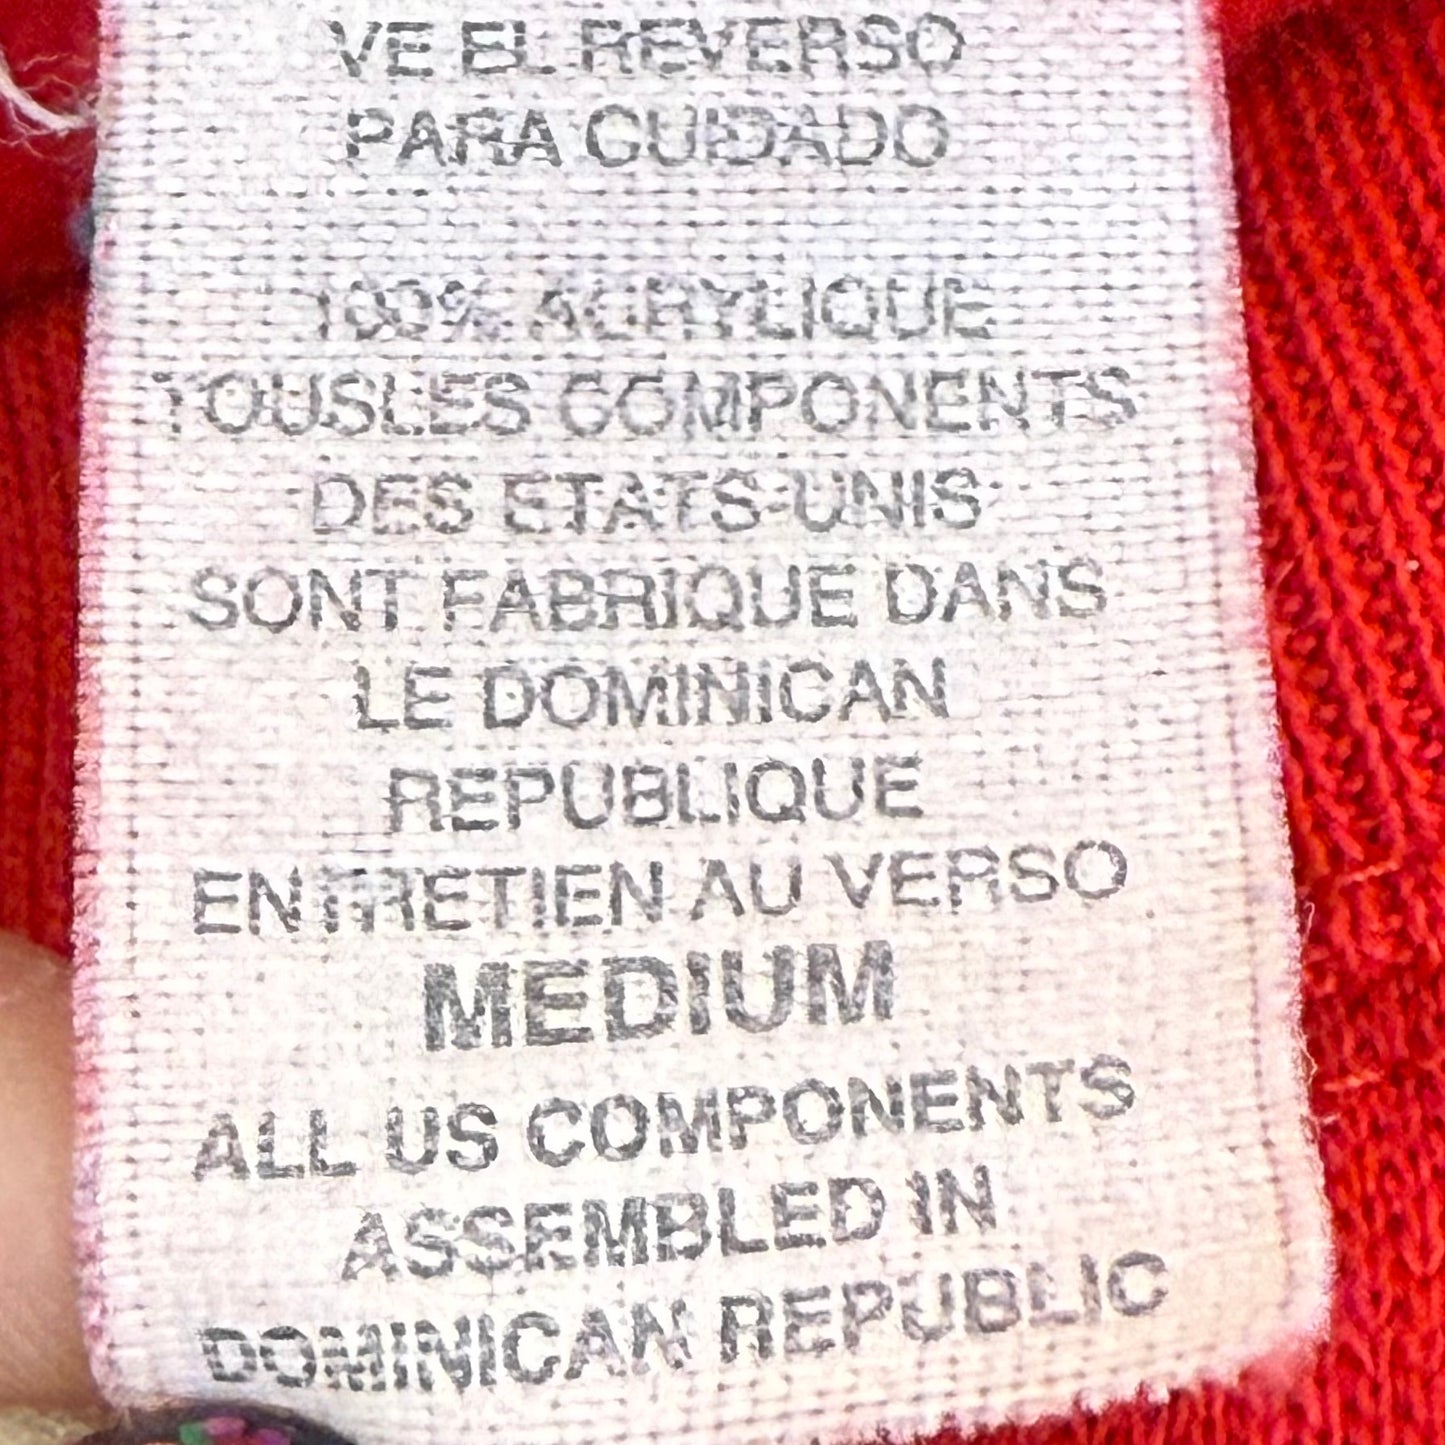 VE EL REVERSO
PARA CUIDADO
100% ACRYLIQUE
TOUSLES COMPONENTS
DES ETATS-UNIS
SONT FABRIQUE DANS
LE DOMINICAN
REPUBLIQUE
ENTRETIEN AU VERSO
MEDIUM
ALL US COMPONENTS
ASSEMBLED IN
DOMINICAN REPUBLIC